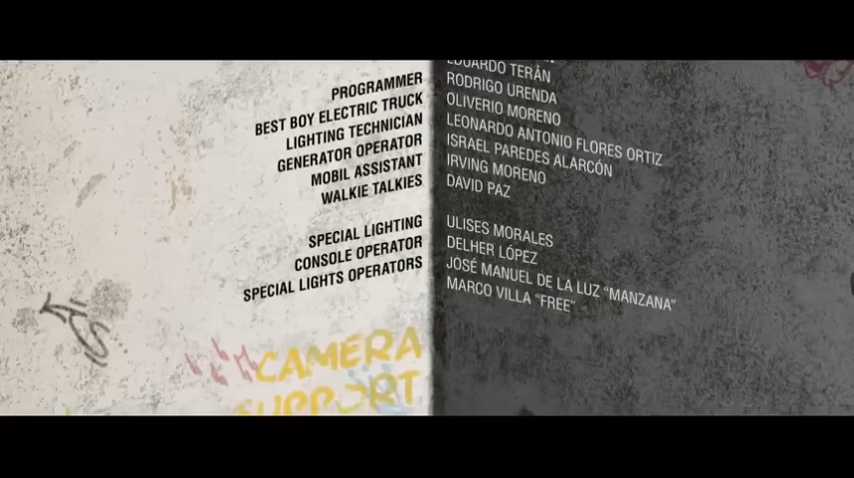 EDUARDO TERÁN
PROGRAMMER RODRIGO URENDA
BEST BOY ELECTRIC TRUCK OLIVERIO MORENO
LIGHTING TECHNICIAN LEONARDO ANTONIO FLORES ORTIZ
GENERATOR OPERATOR ISRAEL PAREDES ALARCÓN
MOBIL ASSISTANT IRVING MORENO
WALKIE TALKIES DAVID PAZ
SPECIAL LIGHTING ULISES MORALES
CONSOLE OPERATOR DELHER LÓPEZ
SPECIAL LIGHTS OPERATORS JOSÉ MANUEL DE LA LUZ “MANZANA”
MARCO VILLA “FREE”
CAMERA
SUPPORT